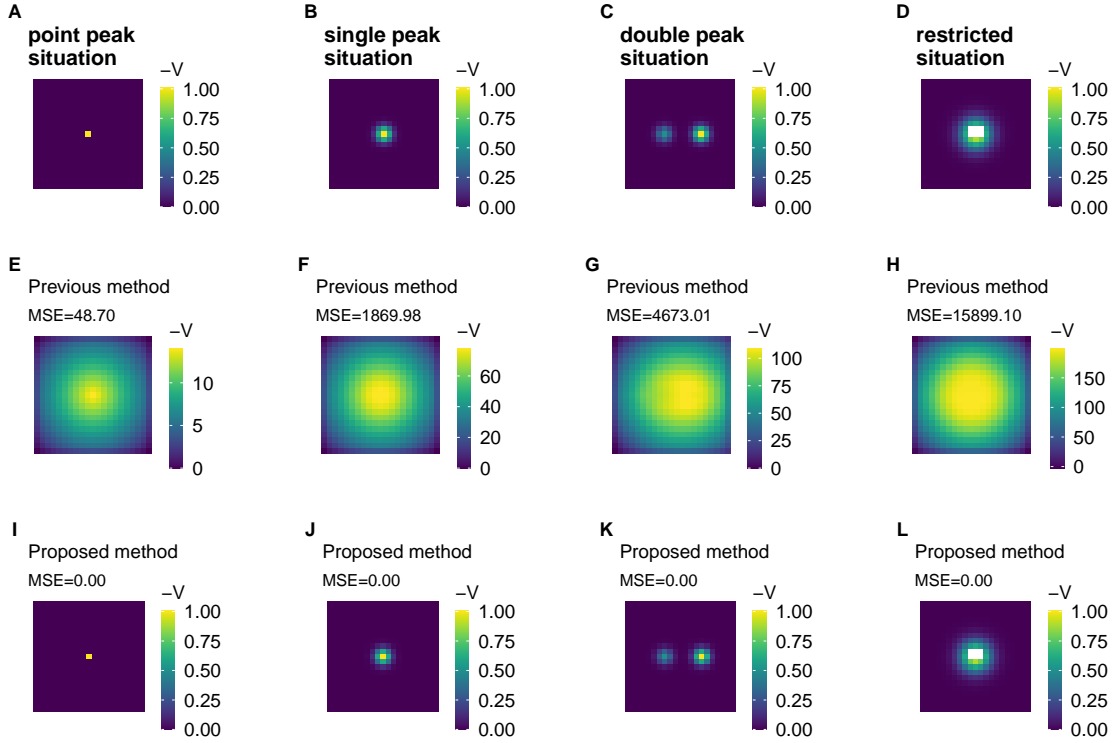 A
point peak
situation
−V
1.00
0.75
0.50
0.25
0.00
B
single peak
situation
−V
1.00
0.75
0.50
0.25
0.00
C
double peak
situation
−V
1.00
0.75
0.50
0.25
0.00
D
restricted
situation
−V
1.00
0.75
0.50
0.25
0.00
E
Previous method
MSE=48.70
−V
10
5
0
F
Previous method
MSE=1869.98
−V
60
40
20
0
G
Previous method
MSE=4673.01
−V
100
75
50
25
0
H
Previous method
MSE=15899.10
−V
150
100
50
0
I
Proposed method
MSE=0.00
−V
1.00
0.75
0.50
0.25
0.00
J
Proposed method
MSE=0.00
−V
1.00
0.75
0.50
0.25
0.00
K
Proposed method
MSE=0.00
−V
1.00
0.75
0.50
0.25
0.00
L
Proposed method
MSE=0.00
−V
1.00
0.75
0.50
0.25
0.00